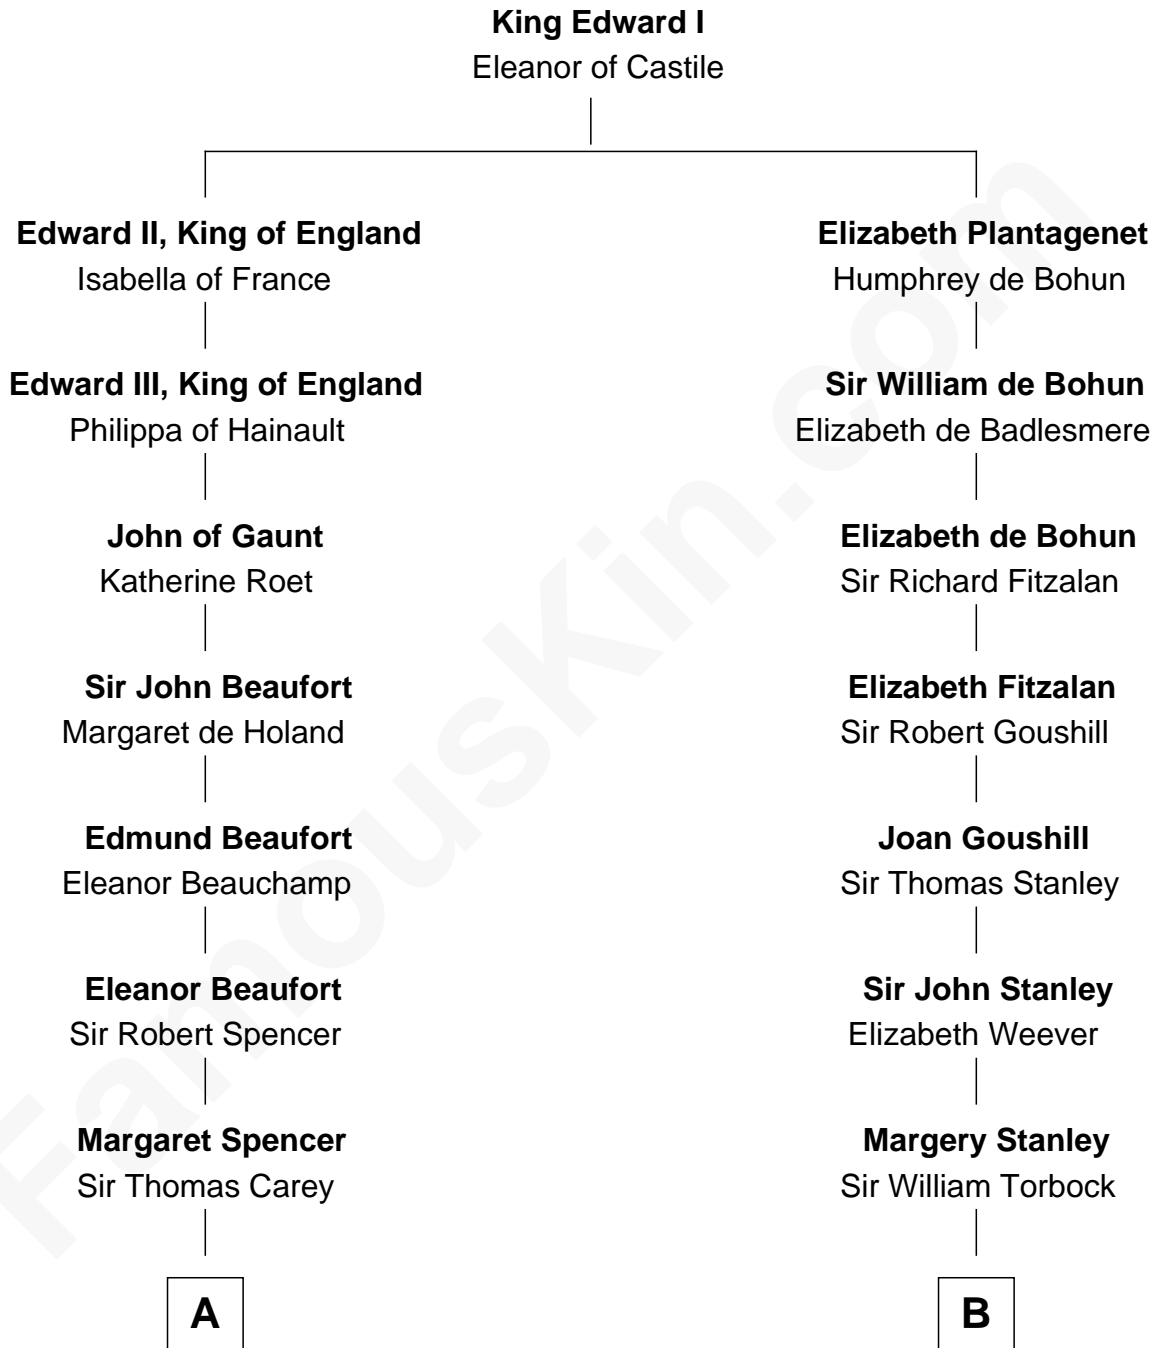 King Edward I
Eleanor of Castile
Edward II, King of England
Isabella of France
Edward III, King of England
Philippa of Hainault
John of Gaunt
Katherine Roet
Sir John Beaufort
Margaret de Holand
Edmund Beaufort
Eleanor Beauchamp
Eleanor Beaufort
Sir Robert Spencer
Margaret Spencer
Sir Thomas Carey
A
Elizabeth Plantagenet
Humphrey de Bohun
Sir William de Bohun
Elizabeth de Badlesmere
Elizabeth de Bohun
Sir Richard Fitzalan
Elizabeth Fitzalan
Sir Robert Goushill
Joan Goushill
Sir Thomas Stanley
Sir John Stanley
Elizabeth Weever
Margery Stanley
Sir William Torbock
B
FamousKin.com